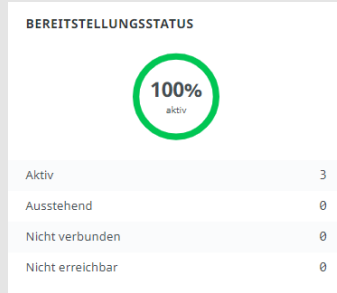 BEREITSTELLUNGSSTATUS
100%
aktiv
Aktiv 3
Ausstehend 0
Nicht verbunden 0
Nicht erreichbar 0